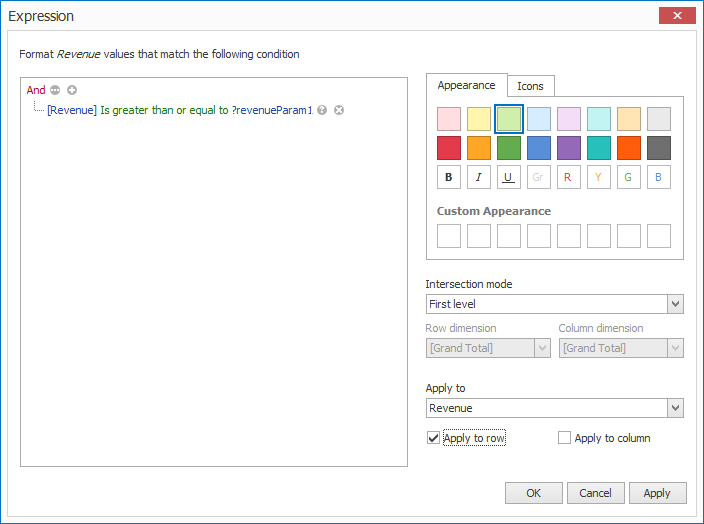 Expression
Format Revenue values that match the following condition
And
[Revenue] Is greater than or equal to ?revenueParam1
Appearance Icons
B I U Gr R Y G B
Custom Appearance
Intersection mode
First level
Row dimension Column dimension
[Grand Total] [Grand Total]
Apply to
Revenue
Apply to row Apply to column
OK Cancel Apply